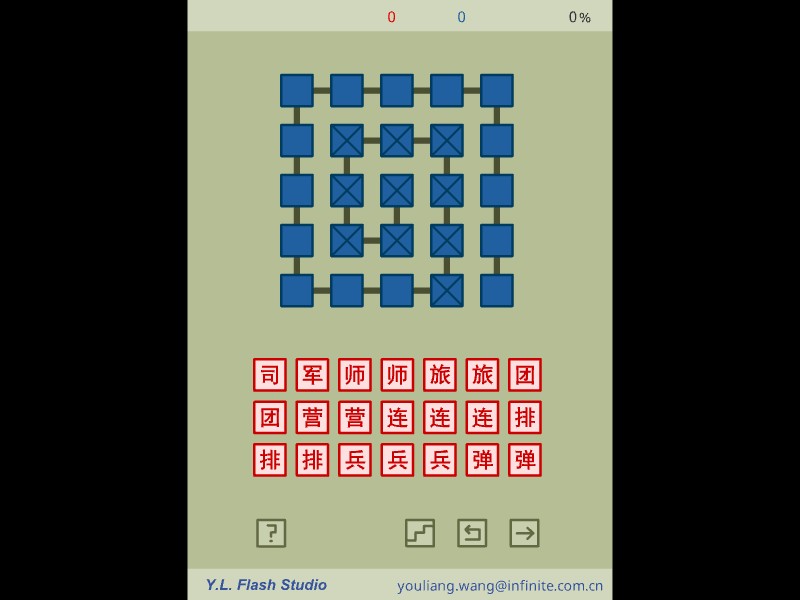 0 0 0%
司 军 师 师 旅 旅 团
团 营 营 连 连 连 排
排 排 兵 兵 兵 弹 弹
?
Y.L. Flash Studio youliang.wang@infinite.com.cn